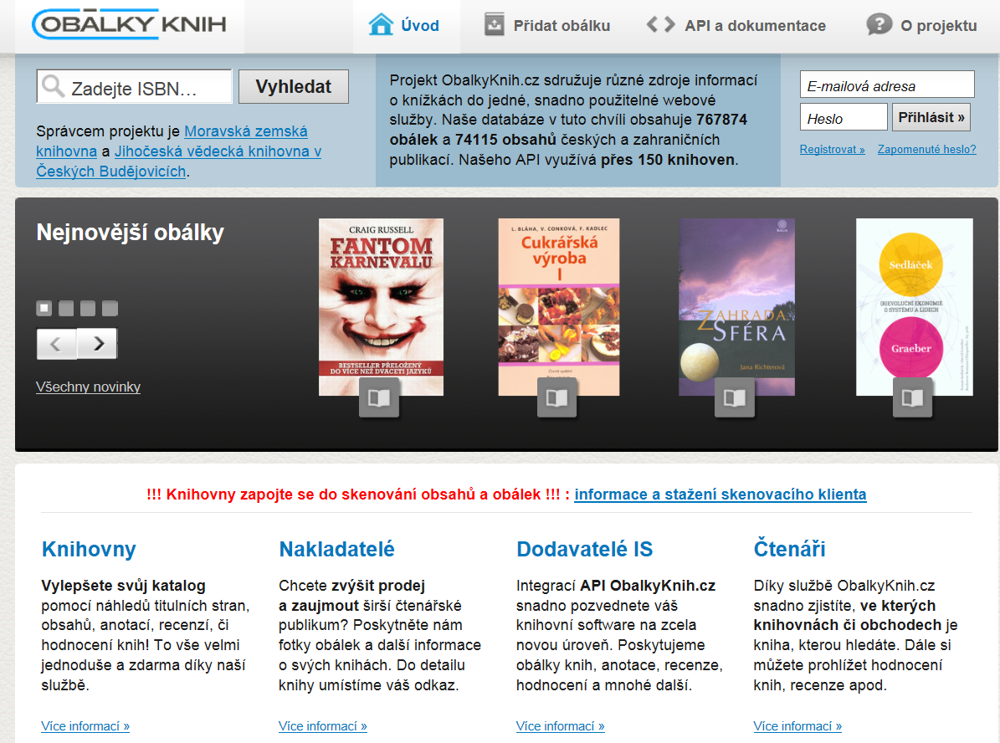 OBÁLKY KNIH
Úvod
Přidat obálku
API a dokumentace
O projektu
Zadejte ISBN...
Vyhledat
Správcem projektu je Moravská zemská
knihovna a Jihočeská vědecká knihovna v
Českých Budějovicích.
Projekt ObalkyKnih.cz sdružuje různé zdroje informací
o knížkách do jedné, snadno použitelné webové
služby. Naše databáze v tuto chvíli obsahuje 767874
obálek a 74115 obsahů českých a zahraničních
publikací. Našeho API využívá přes 150 knihoven.
E-mailová adresa
Heslo
Přihlásit »
Registrovat »
Zapomenuté heslo?
Nejnovější obálky
Všechny novinky
CRAIG RUSSELL
FANTOM
KARNEVALU
BESTSELLER PŘELOŽENÝ
DO VÍCE NEŽ DVACETI JAZYKŮ
L. BLÁHA, V. CONKOVÁ, F. KADLEC
Cukrářská
výroba
I
ZAHRADA
SFÉRA
Jana Richterová
Sedláček
(R)EVOLUČNÍ EKONOMIE
O SYSTÉMU A LIDECH
Graeber
!!! Knihovny zapojte se do skenování obsahů a obálek !!! : informace a stažení skenovacího klienta
Knihovny
Vylepšete svůj katalog
pomocí náhledů titulních stran,
obsahů, anotací, recenzí, či
hodnocení knih! To vše velmi
jednoduše a zdarma díky naší
službě.
Více informací »
Nakladatelé
Chcete zvýšit prodej
a zaujmout širší čtenářské
publikum? Poskytněte nám
fotky obálek a další informace
o svých knihách. Do detailu
knihy umístíme váš odkaz.
Více informací »
Dodavatelé IS
Integrací API ObalkyKnih.cz
snadno pozvednete váš
knihovní software na zcela
novou úroveň. Poskytujeme
obálky knih, anotace, recenze,
hodnocení a mnohé další.
Více informací »
Čtenáři
Díky službě ObalkyKnih.cz
snadno zjistíte, ve kterých
knihovnách či obchodech je
kniha, kterou hledáte. Dále si
můžete prohlížet hodnocení
knih, recenze apod.
Více informací »